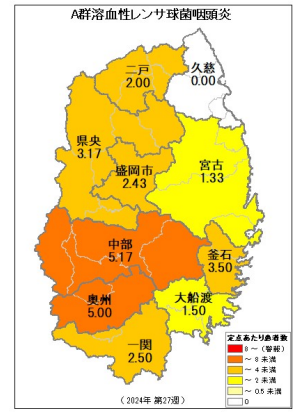 A群溶血性レンサ球菌咽頭炎
二戸
2.00
久慈
0.00
県央
3.17
盛岡市
2.43
宮古
1.33
中部
5.17
釜石
3.50
奥州
5.00
大船渡
1.50
一関
2.50
定点あたり患者数
8～(警報)
～8未満
～4未満
～2未満
～0.5未満
0
(2024年 第27週)